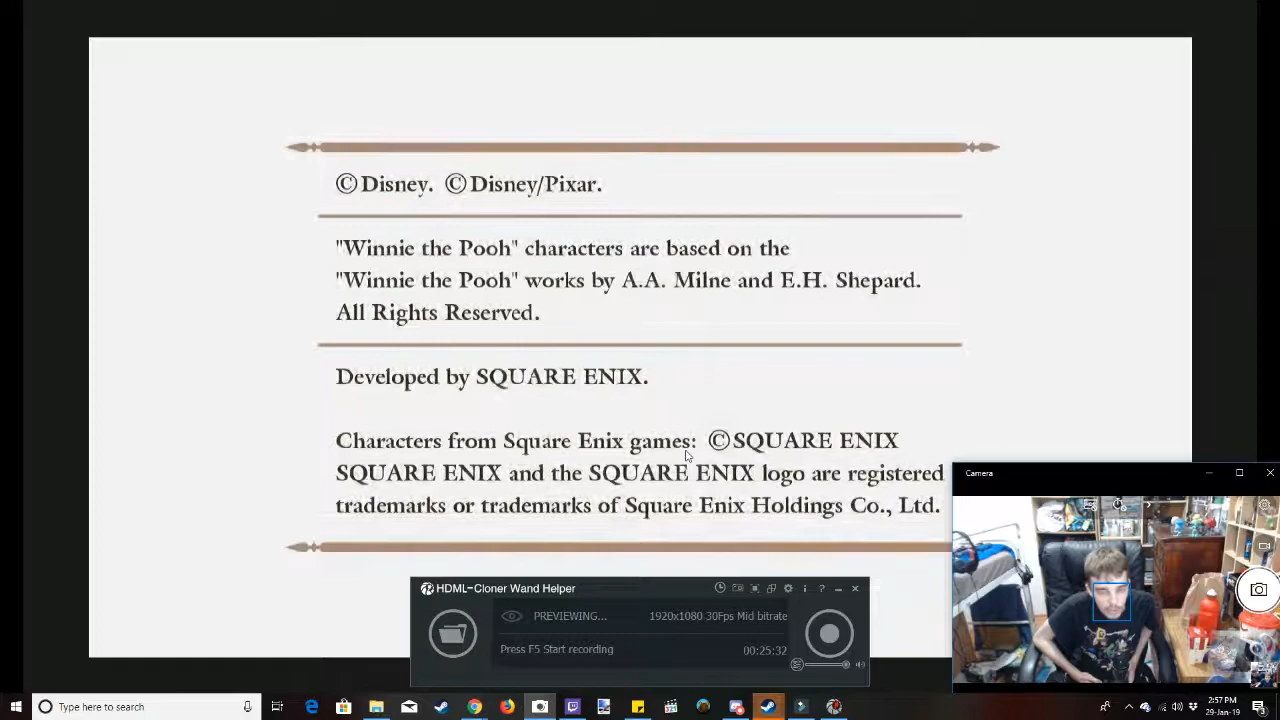 ©Disney. ©Disney/Pixar.
"Winnie the Pooh" characters are based on the
"Winnie the Pooh" works by A.A. Milne and E.H. Shepard.
All Rights Reserved.
Developed by SQUARE ENIX.
Characters from Square Enix games: ©SQUARE ENIX
SQUARE ENIX and the SQUARE ENIX logo are registered
trademarks or trademarks of Square Enix Holdings Co., Ltd.
Camera
HDML-Cloner Wand Helper
PREVIEWING... 1920x1080 30Fps Mid bitrate
Press F5 Start recording 00:25:32
Type here to search
2:57 PM
29-Jan-19